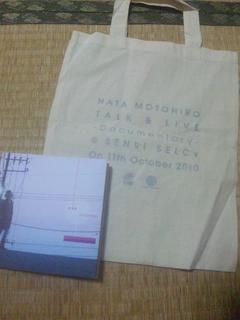 HATA MOTOHIRO
TALK & LIVE
-Documentary-
@ SENRI SELCY
On 11th October 2010